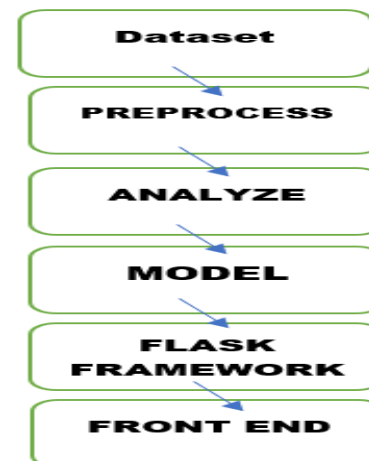 Dataset
PREPROCESS
ANALYZE
MODEL
FLASK
FRAMEWORK
FRONT END